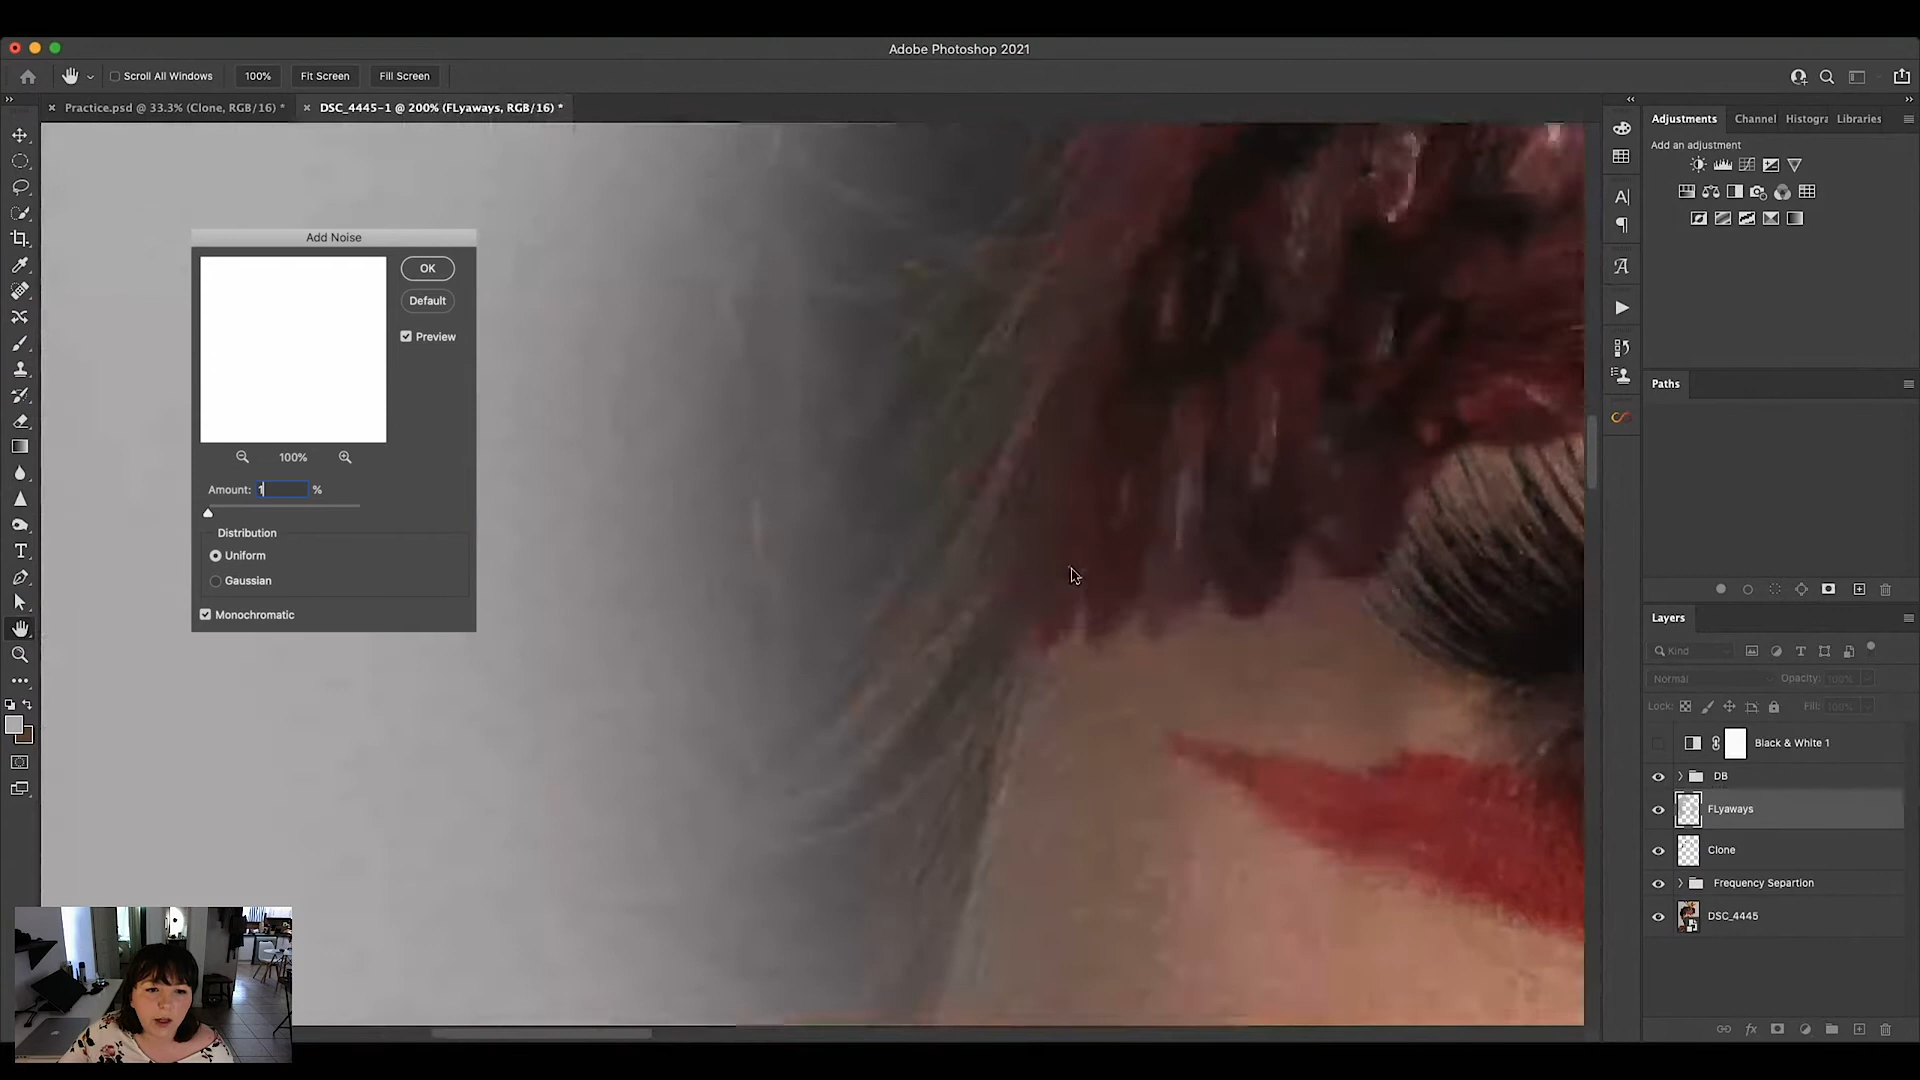 Adobe Photoshop 2021
Scroll All Windows 100% Fit Screen Fill Screen
Practice.psd @ 33.3% (Clone, RGB/16) * DSC_4445-1 @ 200% (FLyaways, RGB/16) *
Adjustments Channel Histogra Libraries
Add an adjustment
Add Noise
OK
Default
Preview
100%
Amount: 1 %
Distribution
Uniform
Gaussian
Monochromatic
Paths
Layers
Kind
Normal Opacity: 100%
Lock: Fill: 100%
Black & White 1
DB
FLyaways
Clone
Frequency Separtion
DSC_4445